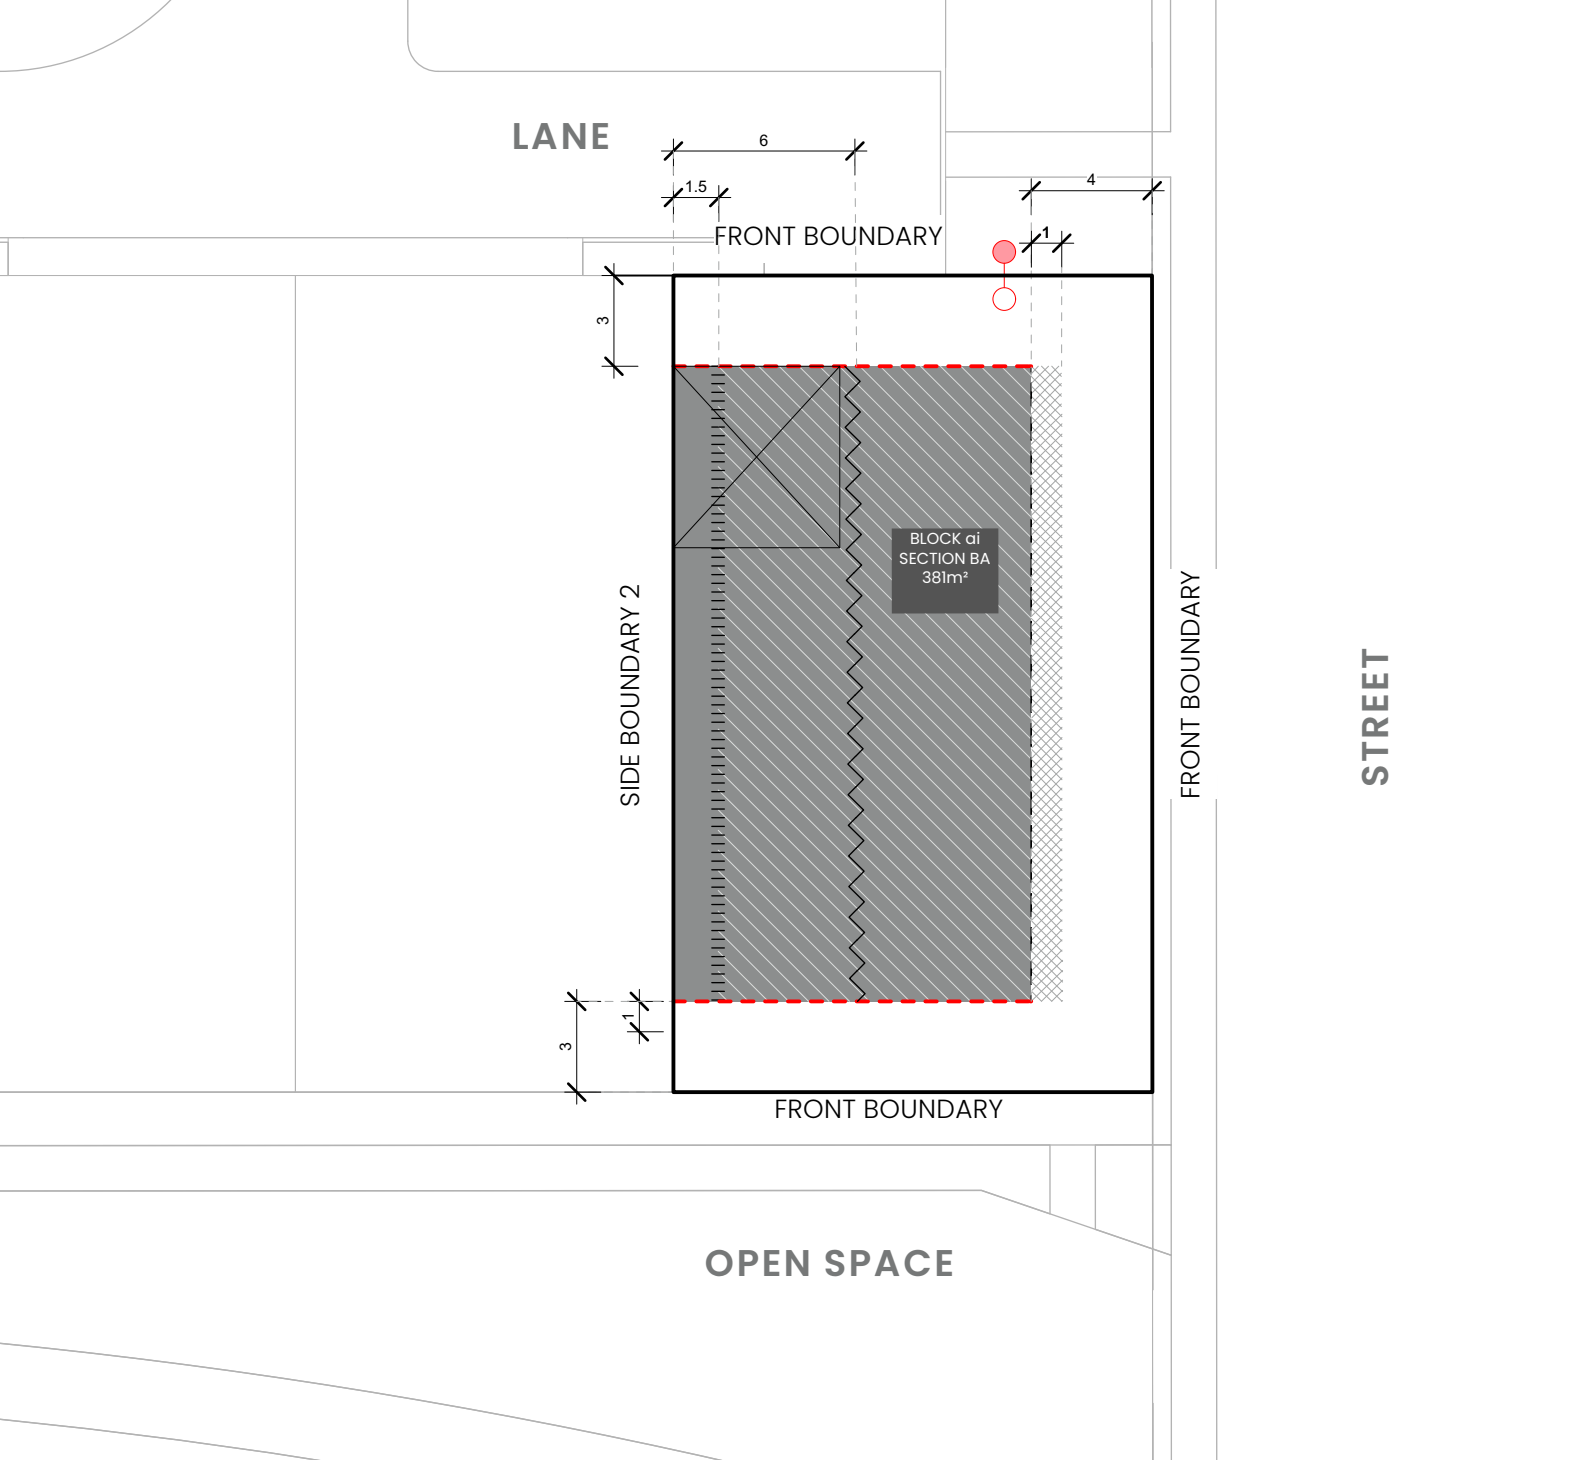 LANE
6
1.5
4
FRONT BOUNDARY
1
3
BLOCK ai
SECTION BA
381m²
SIDE BOUNDARY 2
FRONT BOUNDARY
STREET
1
3
FRONT BOUNDARY
OPEN SPACE